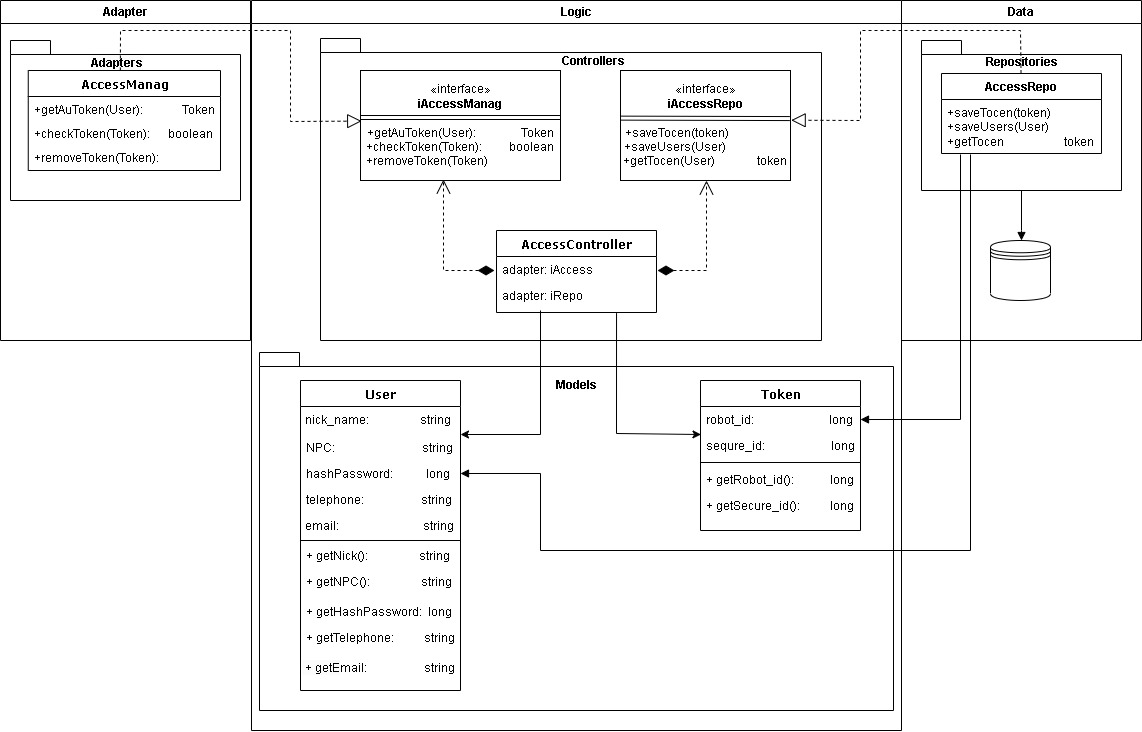 Adapter
Logic
Data
Adapters
AccessManag
+getAuToken(User): Token
+checkToken(Token): boolean
+removeToken(Token):
Controllers
«interface»
iAccessManag
+getAuToken(User): Token
+checkToken(Token): boolean
+removeToken(Token)
«interface»
iAccessRepo
+saveTocen(token)
+saveUsers(User)
+getTocen(User) token
Repositories
AccessRepo
+saveTocen(token)
+saveUsers(User)
+getTocen token
AccessController
adapter: iAccess
adapter: iRepo
Models
User
nick_name: string
NPC: string
hashPassword: long
telephone: string
email: string
+ getNick(): string
+ getNPC(): string
+ getHashPassword: long
+ getTelephone: string
+ getEmail: string
Token
robot_id: long
sequre_id: long
+ getRobot_id(): long
+ getSecure_id(): long